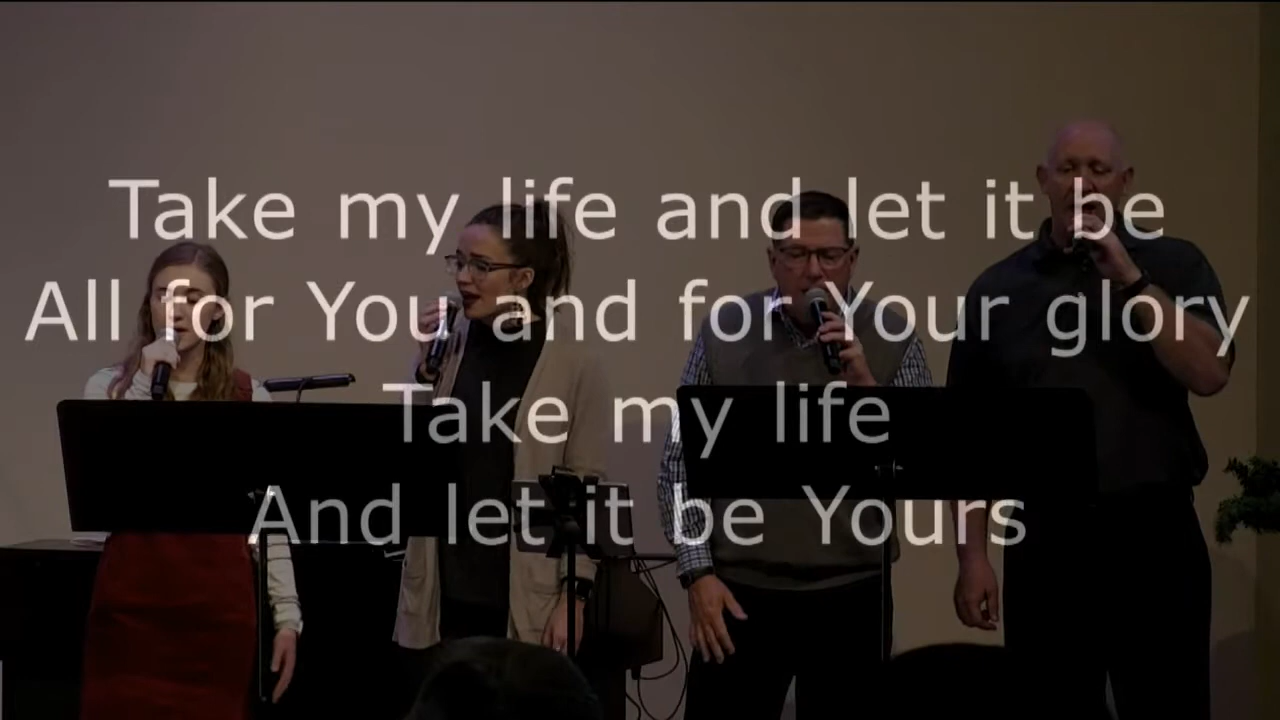 Take my life and let it be
All for You and for Your glory
Take my life
And let it be Yours